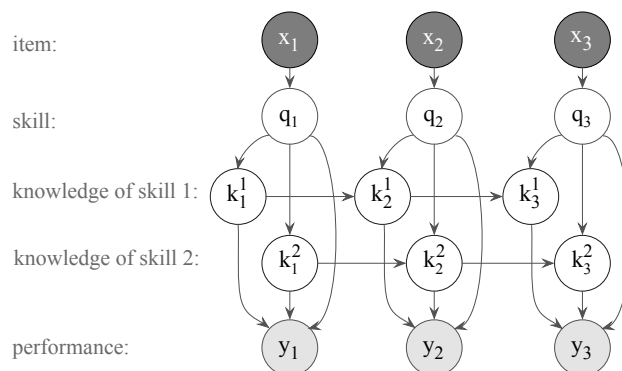 item: x₁ x₂ x₃
skill: q₁ q₂ q₃
knowledge of skill 1: k₁¹ k₂¹ k₃¹
knowledge of skill 2: k₁² k₂² k₃²
performance: y₁ y₂ y₃